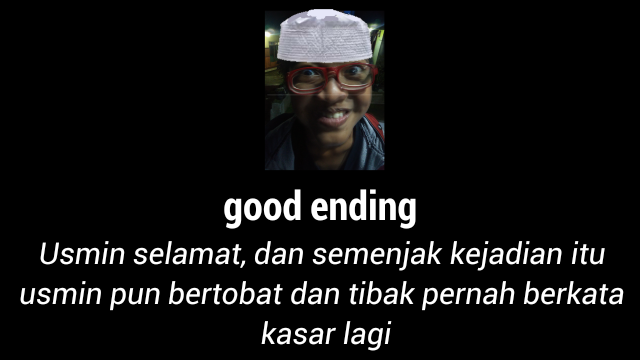 good ending
Usmin selamat, dan semenjak kejadian itu
usmin pun bertobat dan tibak pernah berkata
kasar lagi